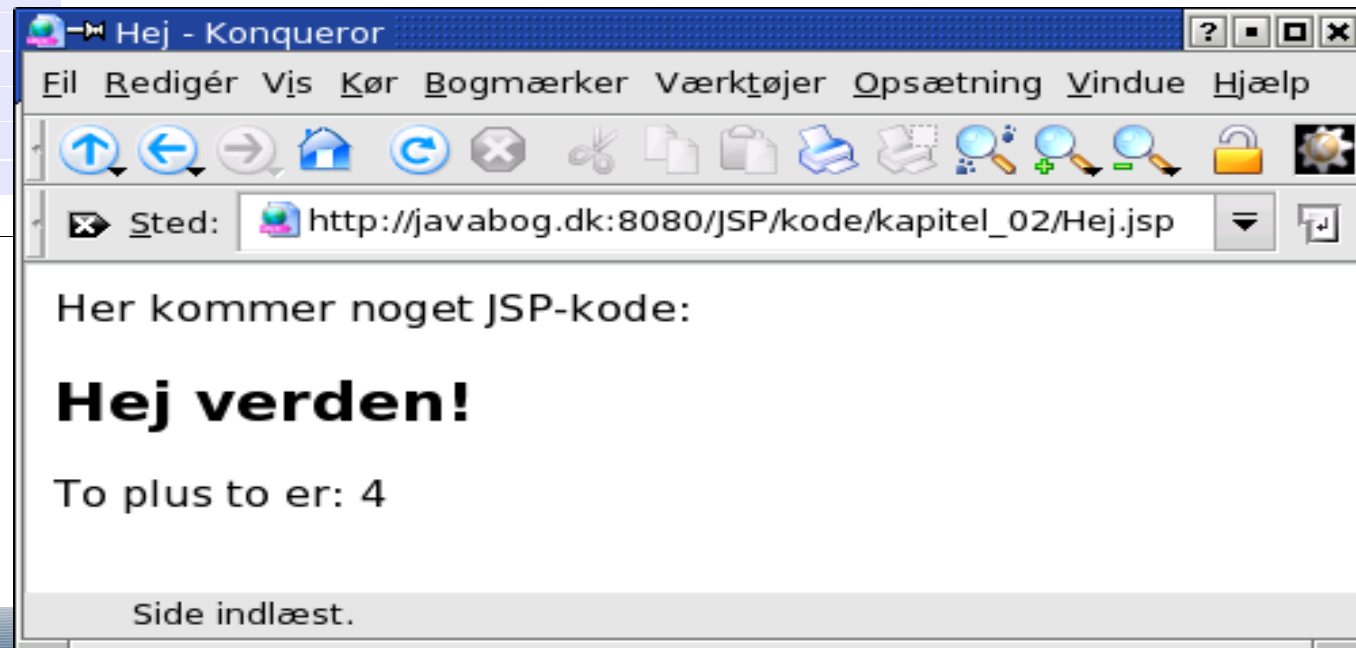 Hej - Konqueror
Fil Redigér Vis Kør Bogmærker Værktøjer Opsætning Vindue Hjælp
Sted: http://javabog.dk:8080/JSP/kode/kapitel_02/Hej.jsp
Her kommer noget JSP-kode:
Hej verden!
To plus to er: 4
Side indlæst.